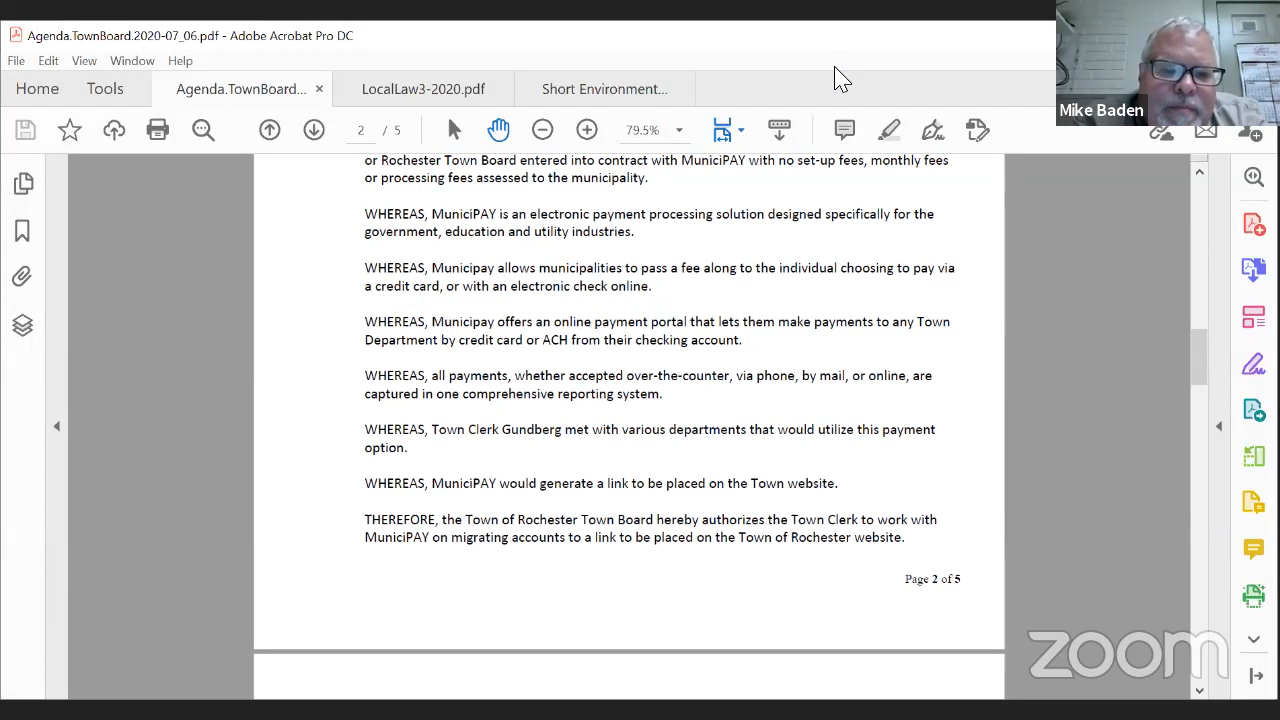 Agenda.TownBoard.2020-07_06.pdf - Adobe Acrobat Pro DC
File Edit View Window Help
Home Tools Agenda.TownBoard... × LocalLaw3-2020.pdf Short Environment...
2 / 5 79.5%
Mike Baden
or Rochester Town Board entered into contract with MuniciPAY with no set-up fees, monthly fees
or processing fees assessed to the municipality.
WHEREAS, MuniciPAY is an electronic payment processing solution designed specifically for the
government, education and utility industries.
WHEREAS, Municipay allows municipalities to pass a fee along to the individual choosing to pay via
a credit card, or with an electronic check online.
WHEREAS, Municipay offers an online payment portal that lets them make payments to any Town
Department by credit card or ACH from their checking account.
WHEREAS, all payments, whether accepted over-the-counter, via phone, by mail, or online, are
captured in one comprehensive reporting system.
WHEREAS, Town Clerk Gundberg met with various departments that would utilize this payment
option.
WHEREAS, MuniciPAY would generate a link to be placed on the Town website.
THEREFORE, the Town of Rochester Town Board hereby authorizes the Town Clerk to work with
MuniciPAY on migrating accounts to a link to be placed on the Town of Rochester website.
Page 2 of 5
zoom